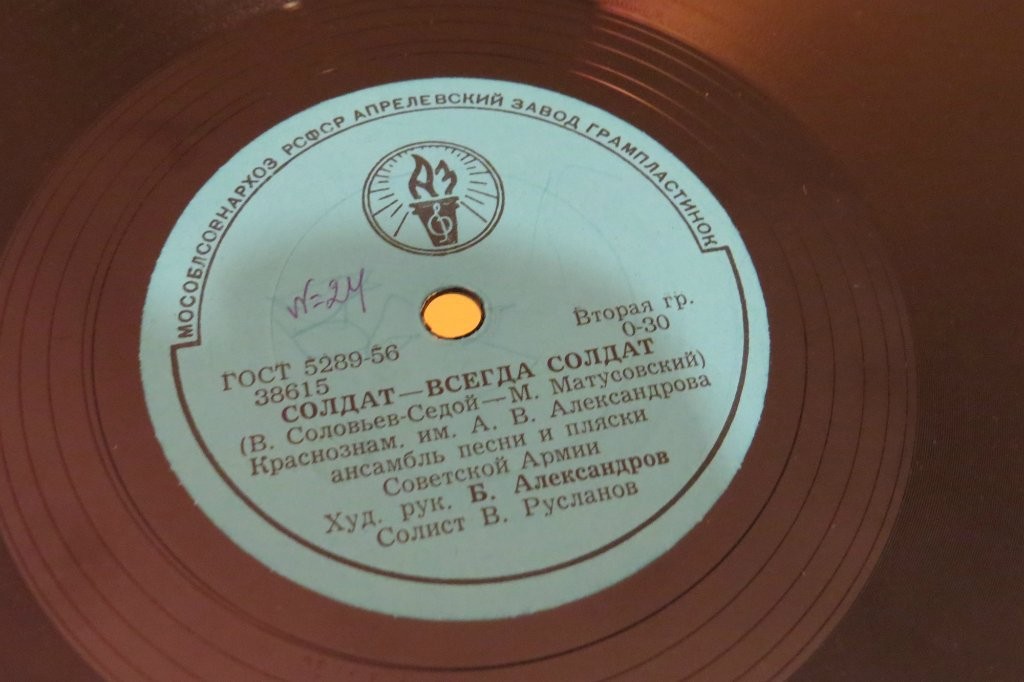 МОСОБЛСОВНАРХОЗ РСФСР АПРЕЛЕВСКИЙ ЗАВОД ГРАМПЛАСТИНОК
АЗ
№=24
ГОСТ 5289-56 Вторая гр.
38615 0-30
СОЛДАТ—ВСЕГДА СОЛДАТ
(В. Соловьев-Седой—М. Матусовский)
Краснознам. им. А. В. Александрова
ансамбль песни и пляски
Советской Армии
Худ. рук. Б. Александров
Солист В. Русланов